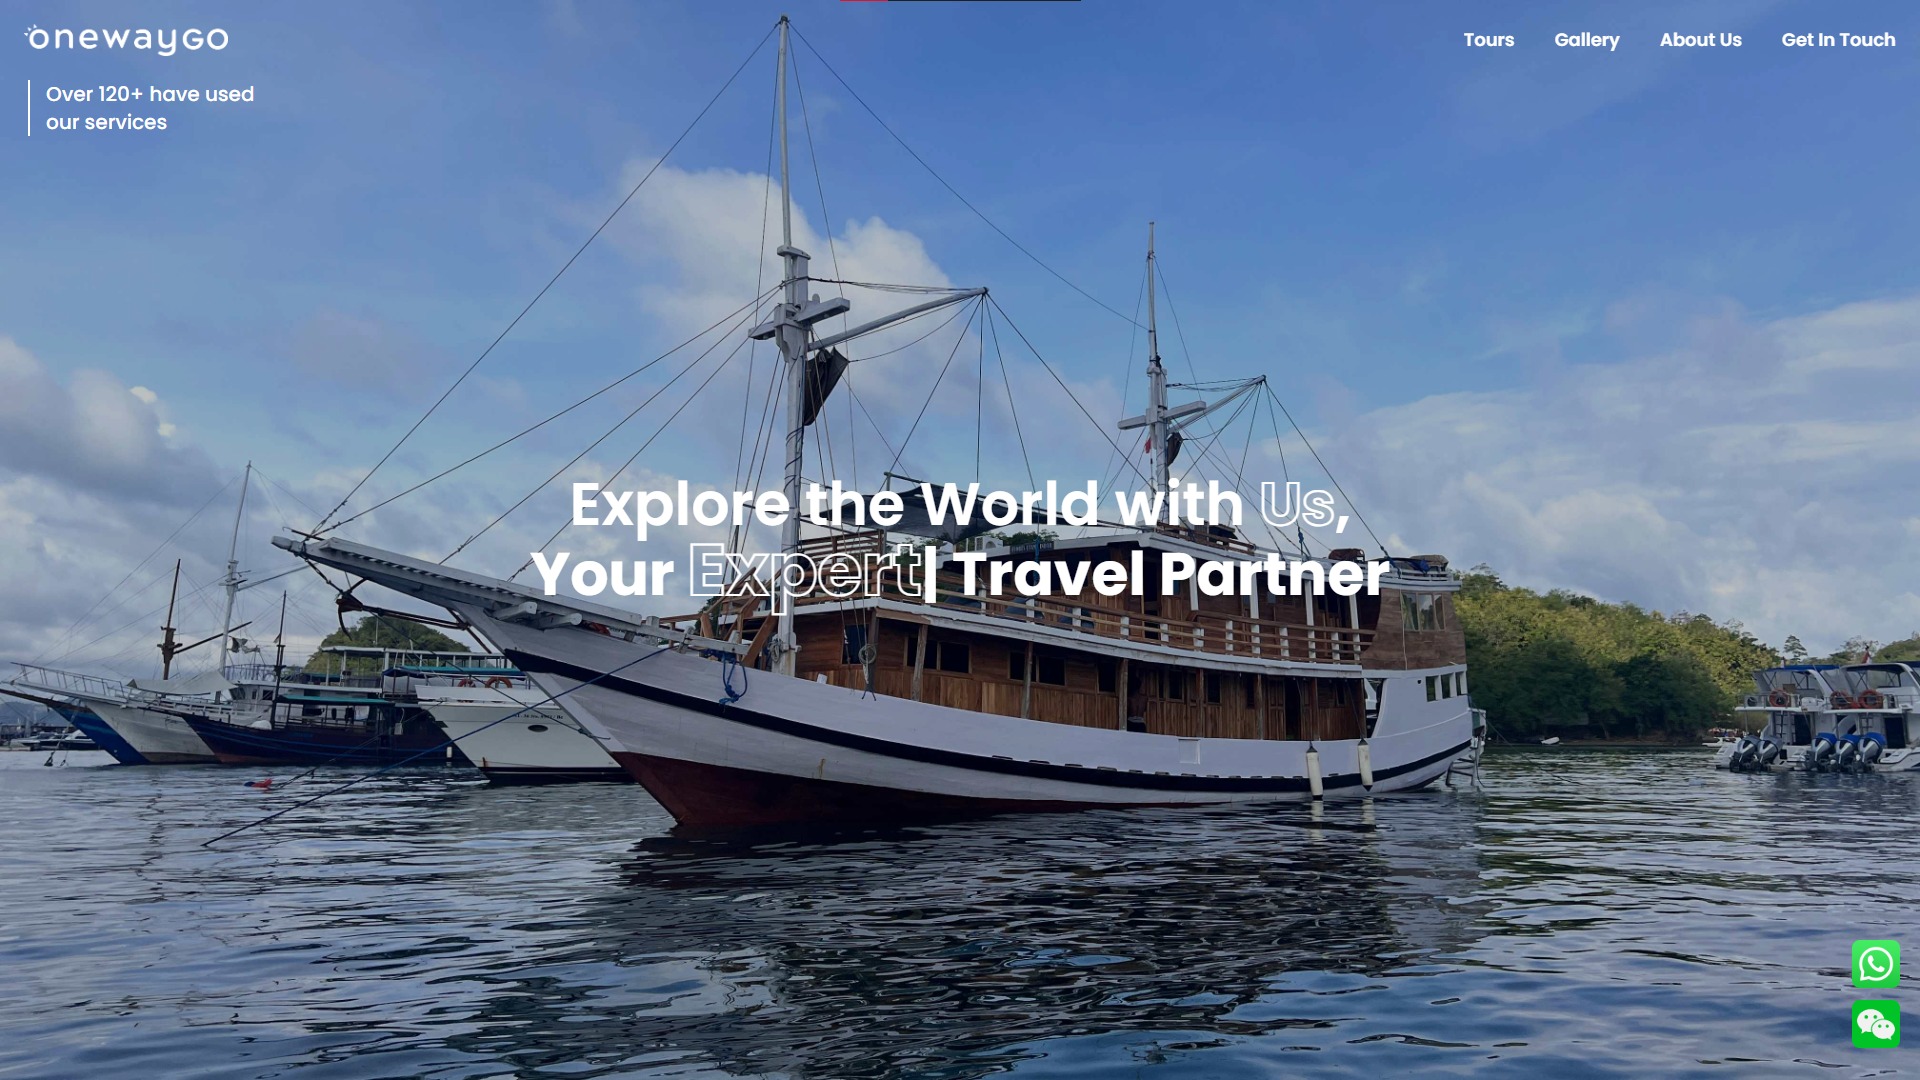 onewaygo
Tours
Gallery
About Us
Get In Touch
Over 120+ have used
our services
Explore the World with Us,
Your Expert| Travel Partner